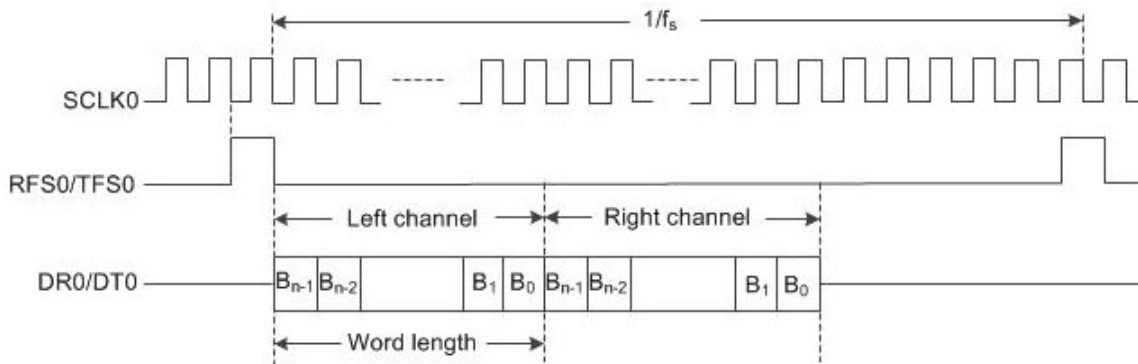 1/fₛ
SCLK0
RFS0/TFS0
Left channel Right channel
DR0/DT0 Bₙ₋₁ Bₙ₋₂ B₁ B₀ Bₙ₋₁ Bₙ₋₂ B₁ B₀
Word length